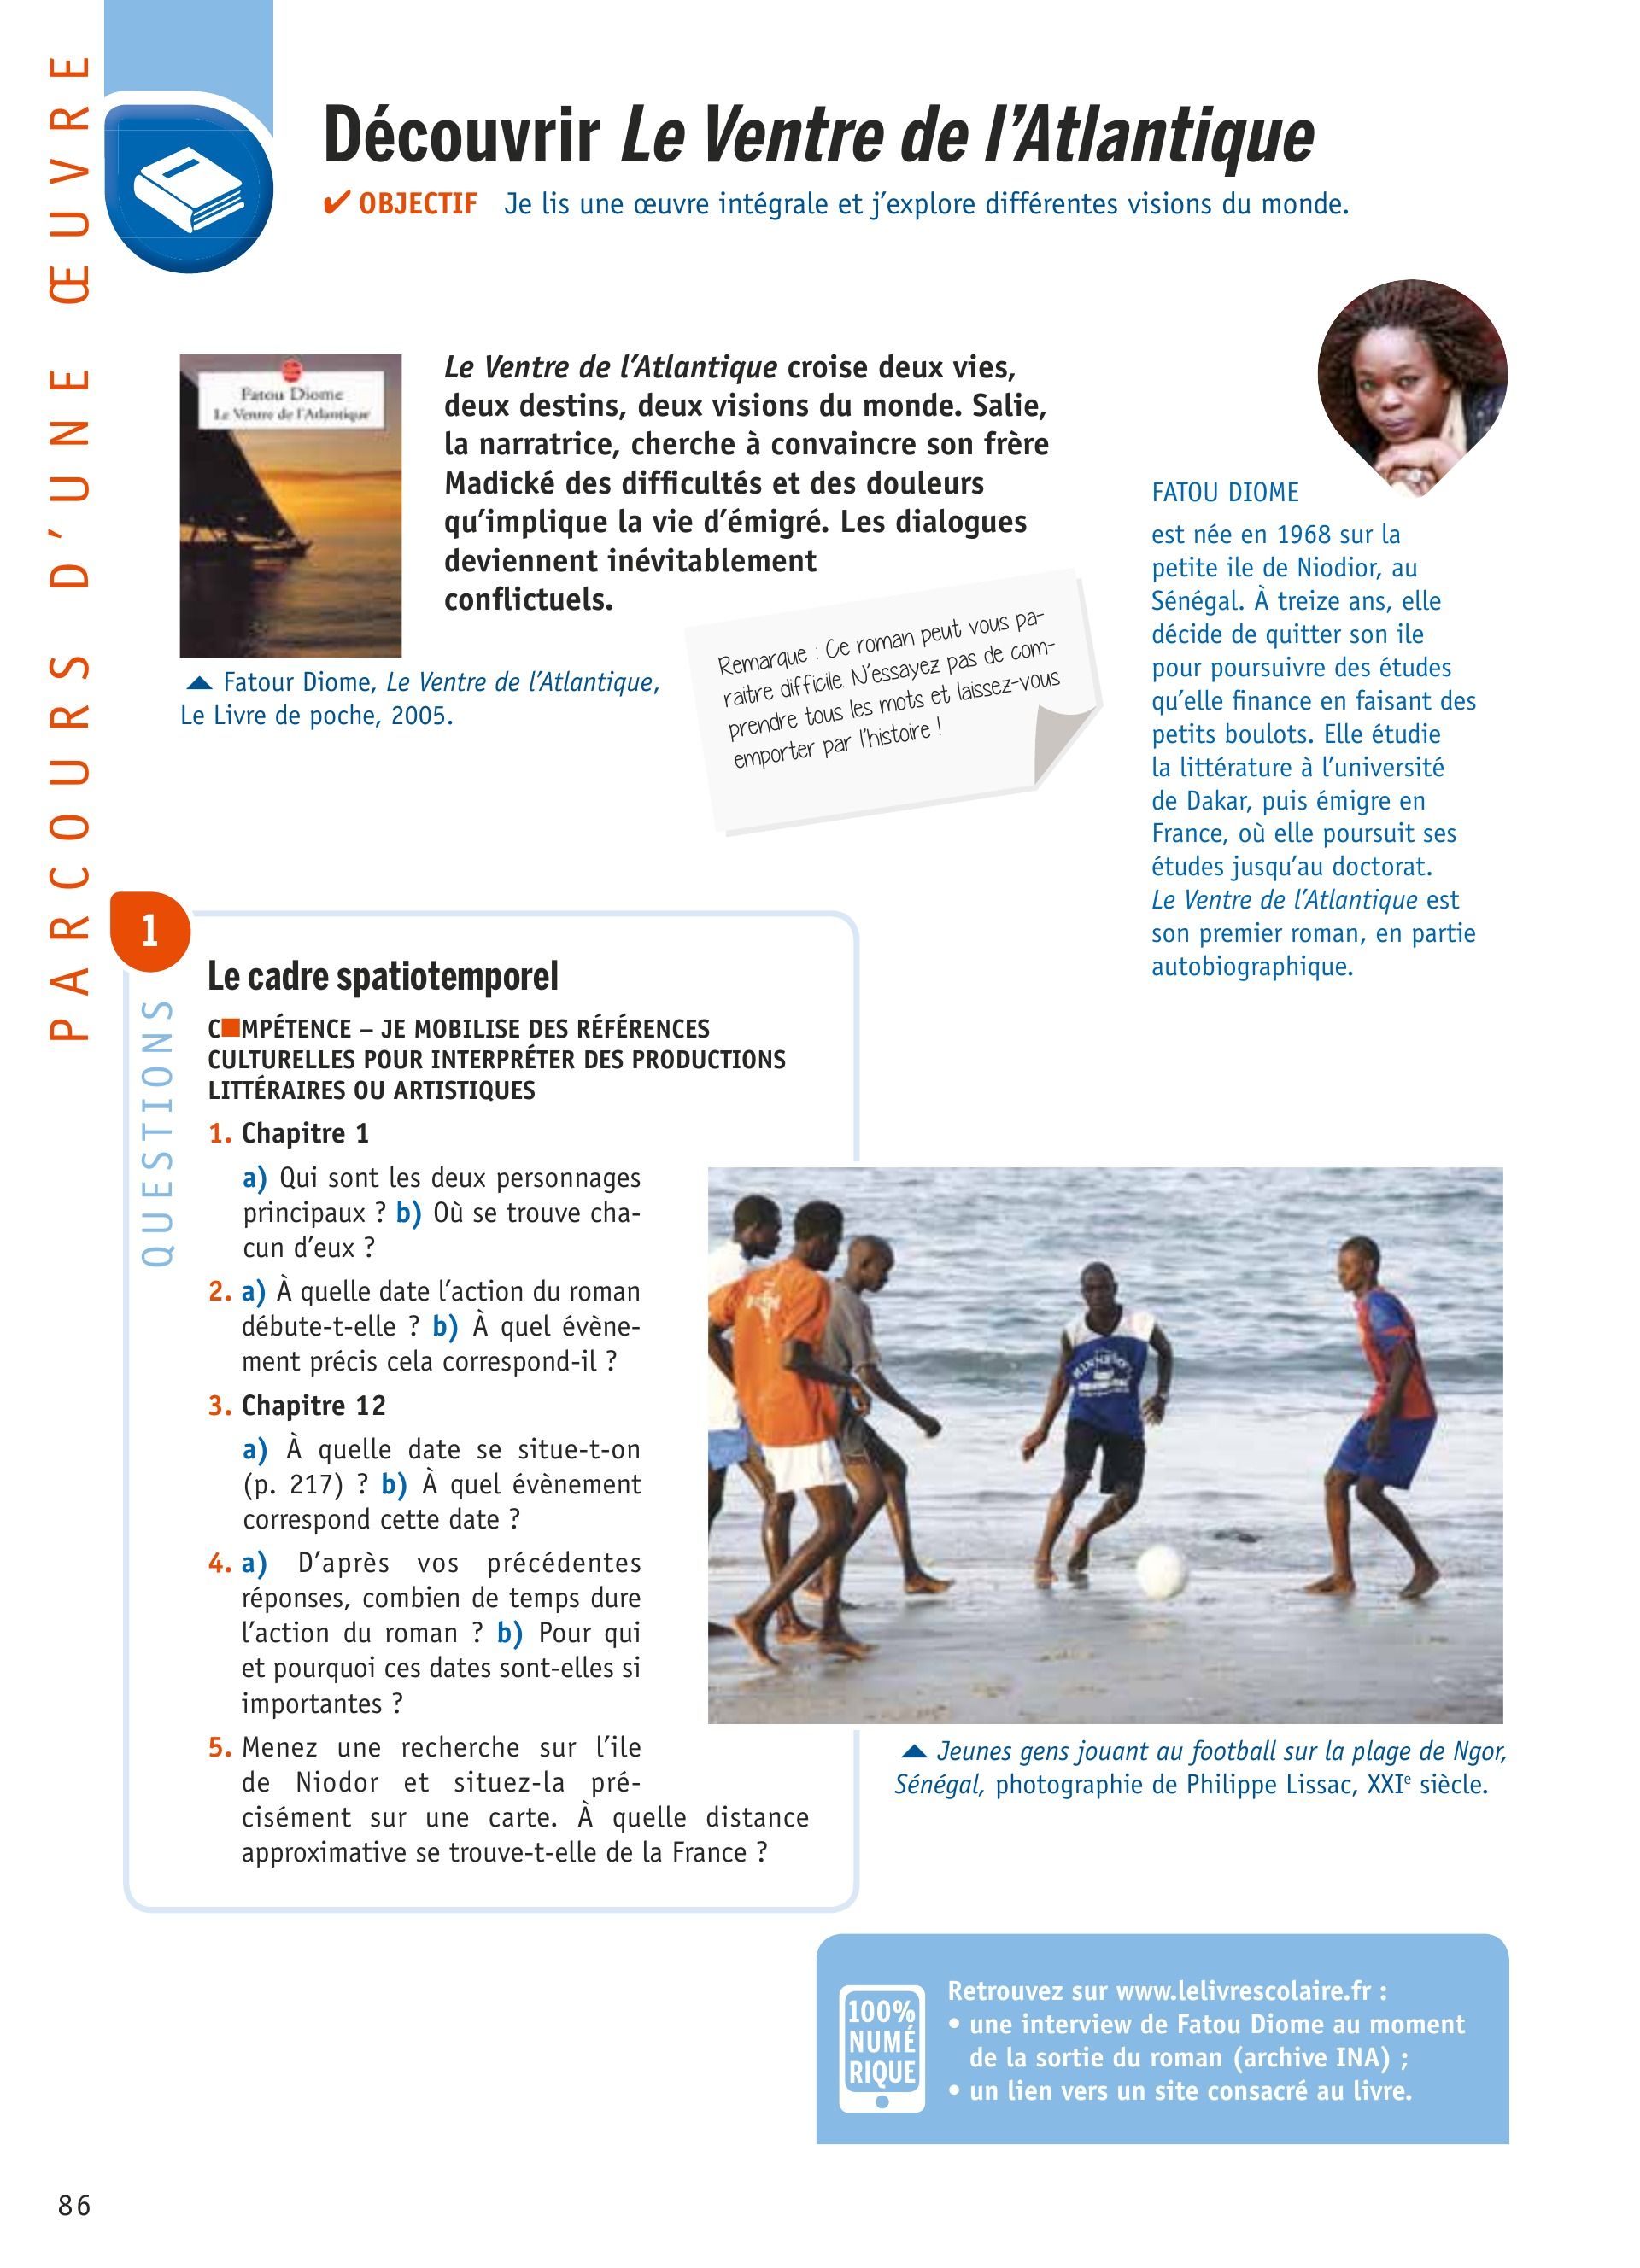 PARCOURS D'UNE ŒUVRE
Découvrir Le Ventre de l'Atlantique
✔ OBJECTIF Je lis une œuvre intégrale et j'explore différentes visions du monde.
Fatou Diome
Le Ventre de l'Atlantique
Le Ventre de l'Atlantique croise deux vies,
deux destins, deux visions du monde. Salie,
la narratrice, cherche à convaincre son frère
Madické des difficultés et des douleurs
qu'implique la vie d'émigré. Les dialogues
deviennent inévitablement
conflictuels.
▲ Fatour Diome, Le Ventre de l'Atlantique,
Le Livre de poche, 2005.
Remarque : Ce roman peut vous pa-
raitre difficile. N'essayez pas de com-
prendre tous les mots et laissez-vous
emporter par l'histoire !
FATOU DIOME
est née en 1968 sur la
petite ile de Niodior, au
Sénégal. À treize ans, elle
décide de quitter son ile
pour poursuivre des études
qu'elle finance en faisant des
petits boulots. Elle étudie
la littérature à l'université
de Dakar, puis émigre en
France, où elle poursuit ses
études jusqu'au doctorat.
Le Ventre de l'Atlantique est
son premier roman, en partie
autobiographique.
1
QUESTIONS
Le cadre spatiotemporel
C■MPÉTENCE – JE MOBILISE DES RÉFÉRENCES
CULTURELLES POUR INTERPRÉTER DES PRODUCTIONS
LITTÉRAIRES OU ARTISTIQUES
1. Chapitre 1
a) Qui sont les deux personnages
principaux ? b) Où se trouve cha-
cun d'eux ?
2. a) À quelle date l'action du roman
débute-t-elle ? b) À quel évène-
ment précis cela correspond-il ?
3. Chapitre 12
a) À quelle date se situe-t-on
(p. 217) ? b) À quel évènement
correspond cette date ?
4. a) D'après vos précédentes
réponses, combien de temps dure
l'action du roman ? b) Pour qui
et pourquoi ces dates sont-elles si
importantes ?
5. Menez une recherche sur l'ile
de Niodor et situez-la pré-
cisément sur une carte. À quelle distance
approximative se trouve-t-elle de la France ?
▲ Jeunes gens jouant au football sur la plage de Ngor,
Sénégal, photographie de Philippe Lissac, XXIe siècle.
100%
NUMÉ
RIQUE
Retrouvez sur www.lelivrescolaire.fr :
• une interview de Fatou Diome au moment
de la sortie du roman (archive INA) ;
• un lien vers un site consacré au livre.
86